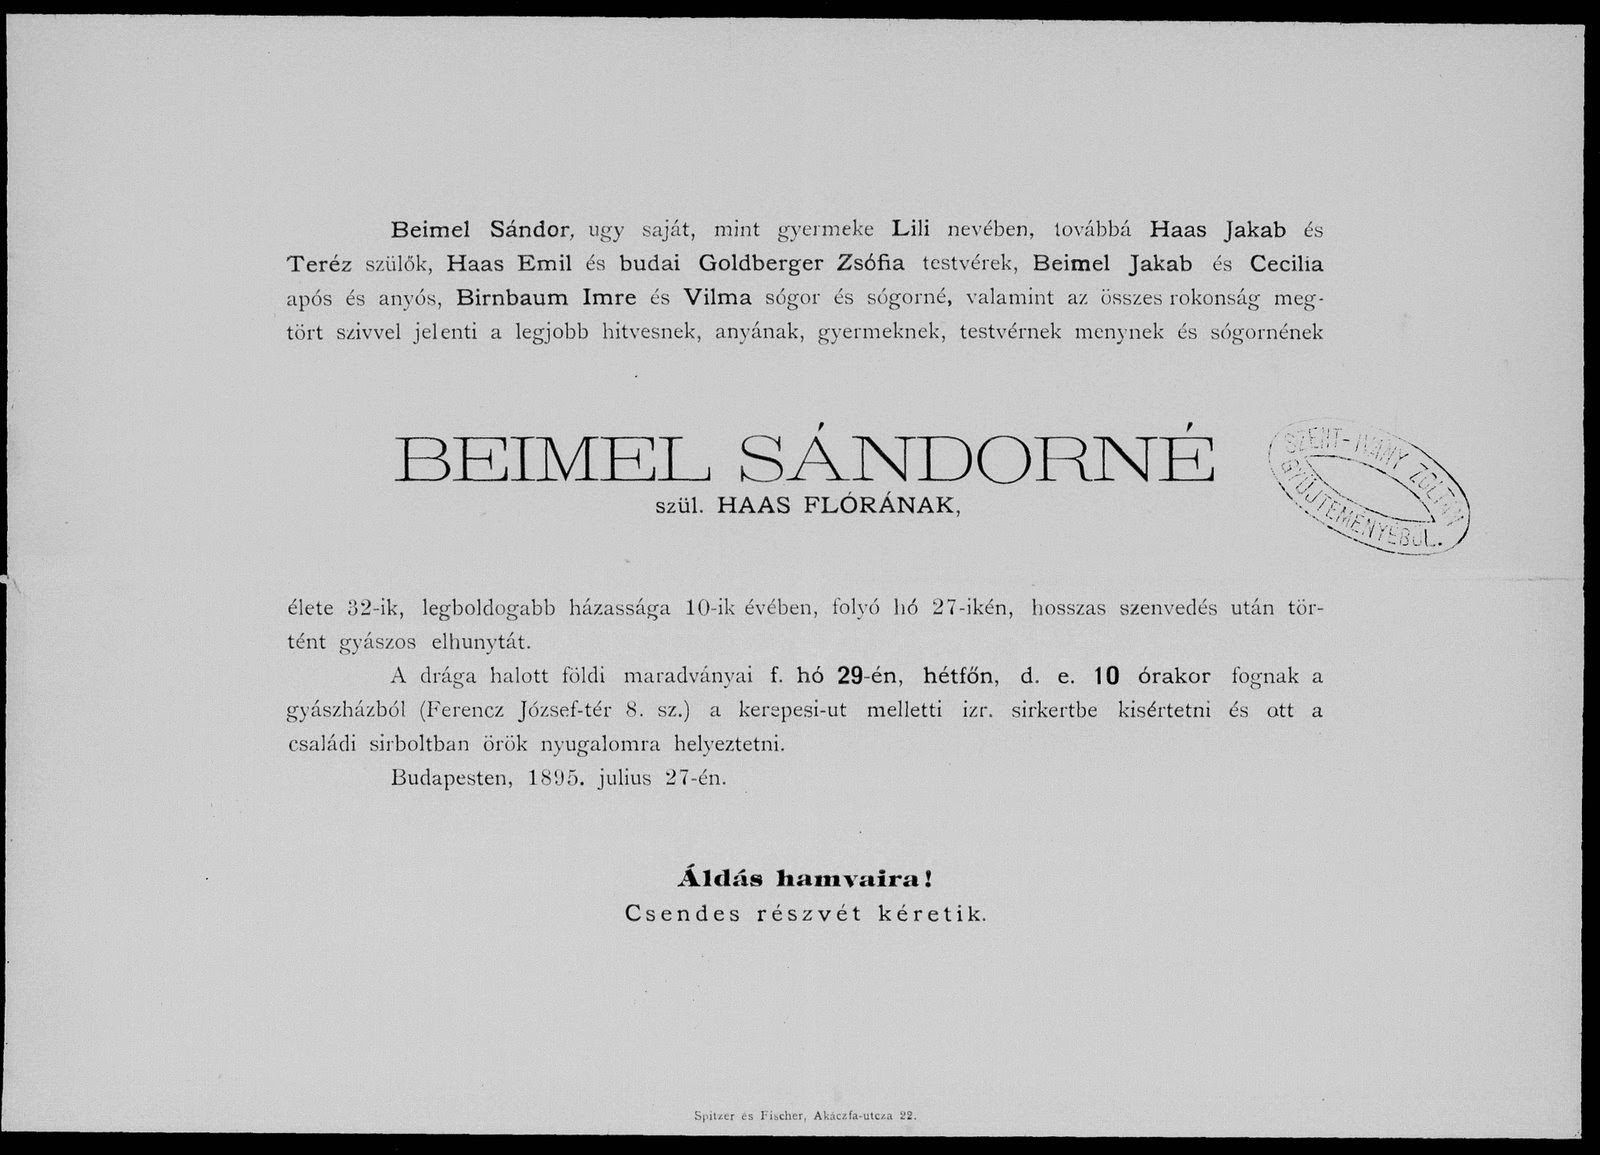 Beimel Sándor, ugy saját, mint gyermeke Lili nevében, továbbá Haas Jakab és
Teréz szülők, Haas Emil és budai Goldberger Zsófia testvérek, Beimel Jakab és Cecilia
após és anyós, Birnbaum Imre és Vilma sógor és sógorné, valamint az összes rokonság meg-
tört szivvel jelenti a legjobb hitvesnek, anyának, gyermeknek, testvérnek menynek és sógornének
BEIMEL SÁNDORNÉ
szül. HAAS FLÓRÁNAK,
SZENT-IVÁNY ZOLTÁN
GYÜJTEMÉNYÉBŐL.
élete 32-ik, legboldogabb házassága 10-ik évében, folyó hó 27-ikén, hosszas szenvedés után tör-
tént gyászos elhunytát.
A drága halott földi maradványai f. hó 29-én, hétfőn, d. e. 10 órakor fognak a
gyászházból (Ferencz József-tér 8. sz.) a kerepesi-ut melletti izr. sirkertbe kisértetni és ott a
családi sirboltban örök nyugalomra helyeztetni.
Budapesten, 1895. julius 27-én.
Áldás hamvaira!
Csendes részvét kéretik.
Spitzer és Fischer, Akáczfa-utcza 22.